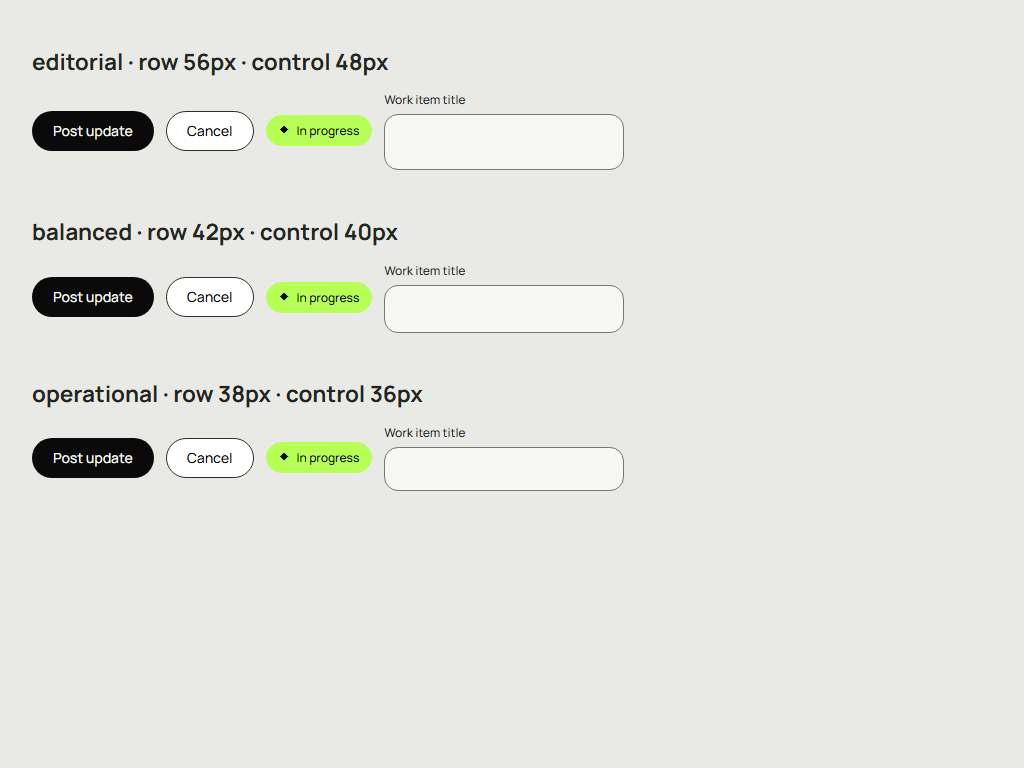 editorial · row 56px · control 48px
Work item title
Post update
Cancel
In progress
balanced · row 42px · control 40px
Work item title
Post update
Cancel
In progress
operational · row 38px · control 36px
Work item title
Post update
Cancel
In progress